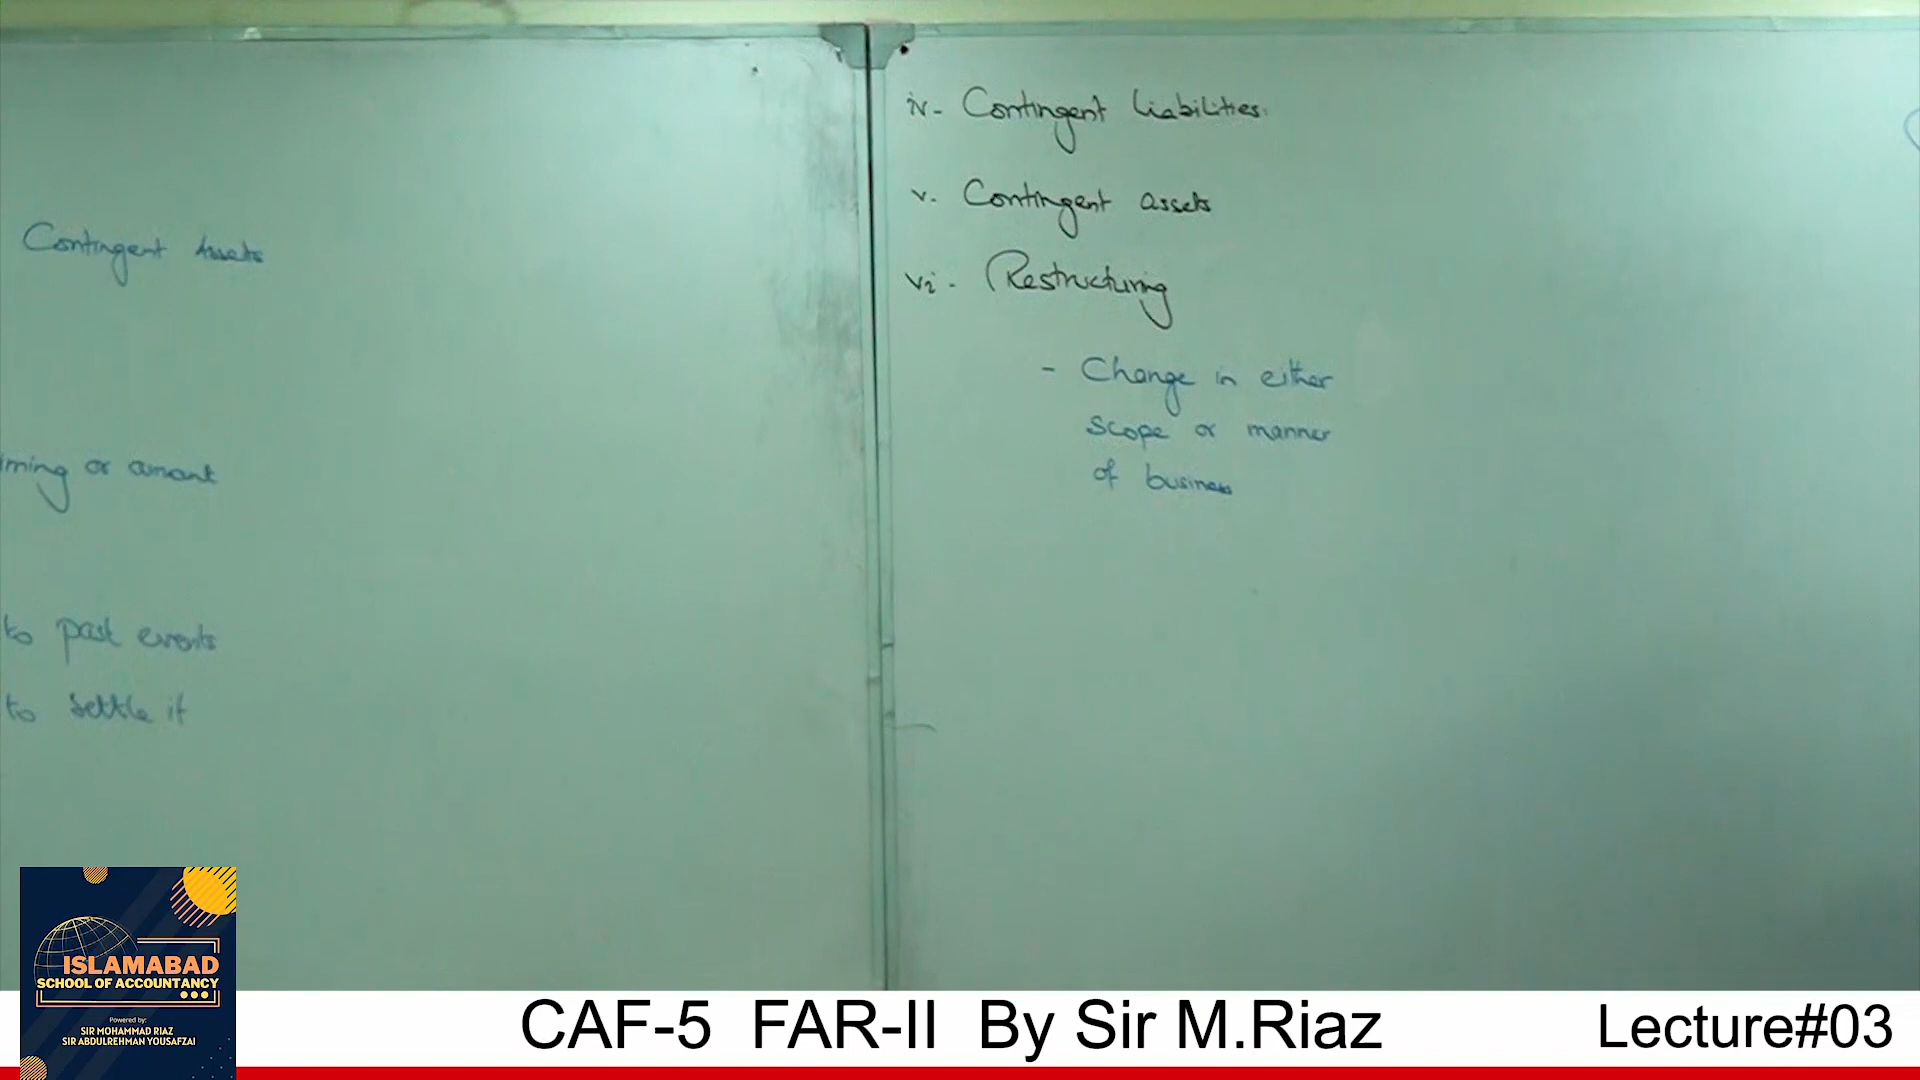 Contingent Assets
iming or amount
to past events
to settle it
iv- Contingent liabilities.
v. Contingent assets
vi- Restructuring
- Change in either
scope or manner
of business
ISLAMABAD
SCHOOL OF ACCOUNTANCY
Powered by:
SIR MOHAMMAD RIAZ
SIR ABDULREHMAN YOUSAFZAI
CAF-5 FAR-II By Sir M.Riaz
Lecture#03